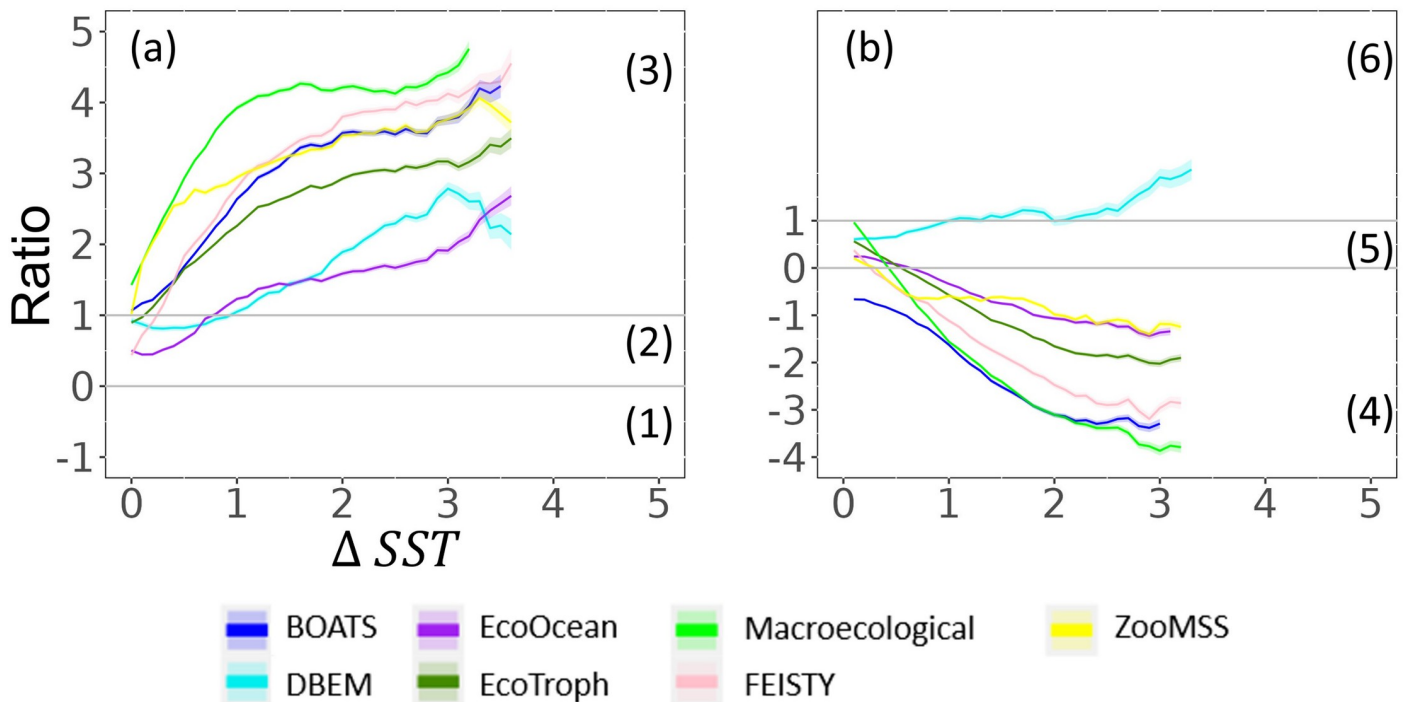 (a)
(3)
(2)
(1)
5
4
3
2
1
0
-1
Ratio
0 1 2 3 4 5
Δ SST
(b)
(6)
(5)
(4)
1
0
-1
-2
-3
-4
0 1 2 3 4 5
BOATS EcoOcean Macroecological ZooMSS
DBEM EcoTroph FEISTY